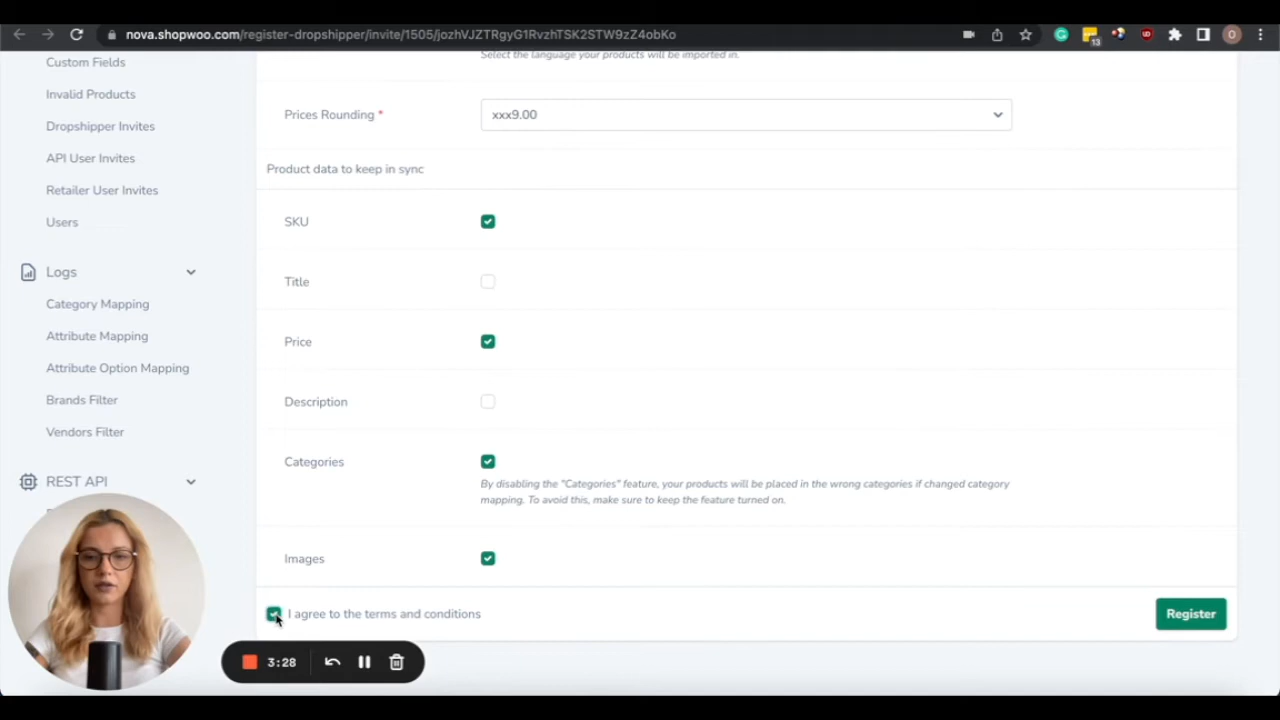 nova.shopwoo.com/register-dropshipper/invite/1505/jozhVJZTRgyG1RvzhTSK2STW9zZ4obKo
13
O
Custom Fields
Invalid Products
Dropshipper Invites
API User Invites
Retailer User Invites
Users
Logs
Category Mapping
Attribute Mapping
Attribute Option Mapping
Brands Filter
Vendors Filter
REST API
Select the language your products will be imported in.
Prices Rounding *
xxx9.00
Product data to keep in sync
SKU
Title
Price
Description
Categories
By disabling the "Categories" feature, your products will be placed in the wrong categories if changed category
mapping. To avoid this, make sure to keep the feature turned on.
Images
I agree to the terms and conditions
Register
3:28